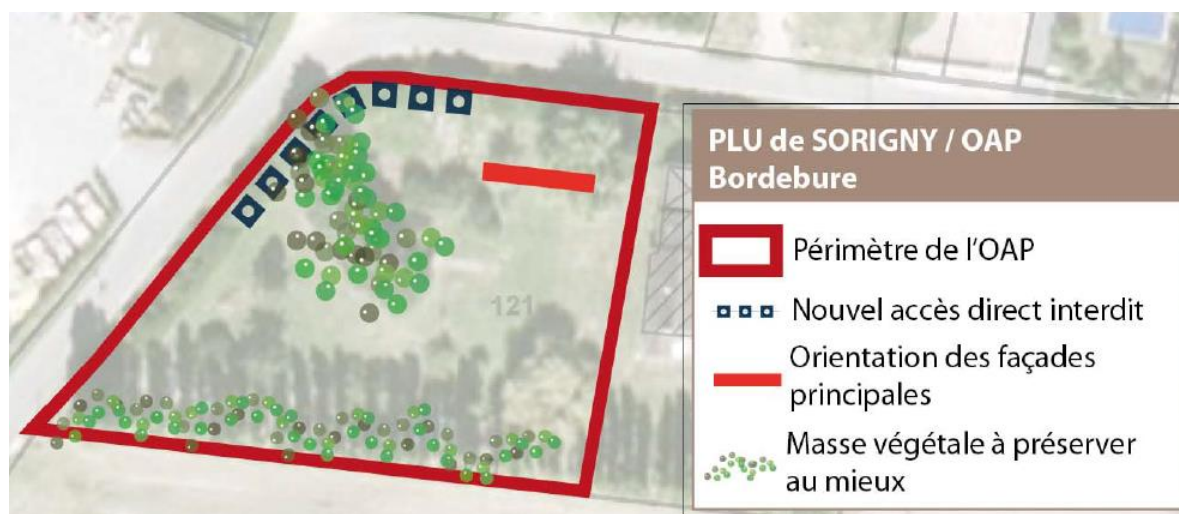 PLU de SORIGNY / OAP
Bordebure
Périmètre de l'OAP
Nouvel accès direct interdit
Orientation des façades
principales
Masse végétale à préserver
au mieux
121